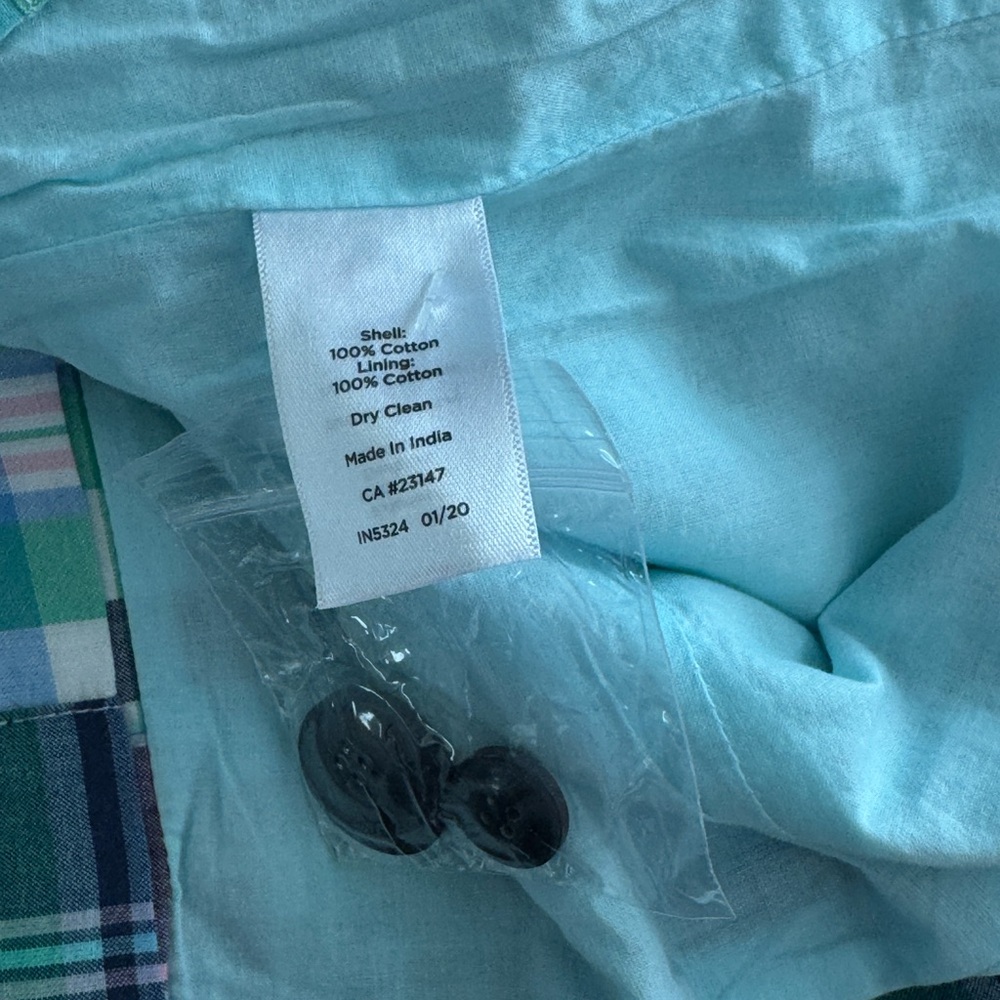 Shell:
100% Cotton
Lining:
100% Cotton
Dry Clean
Made In India
CA #23147
IN5324 01/20